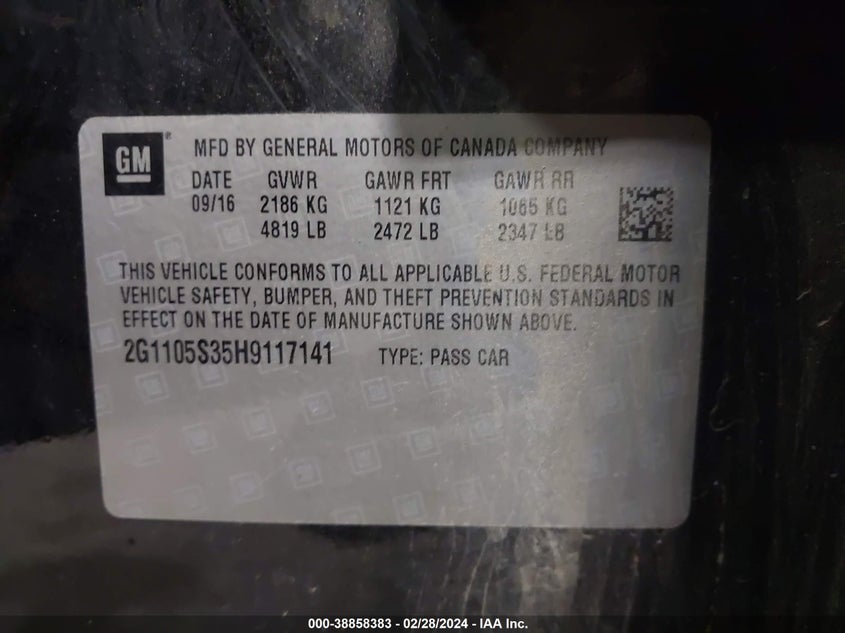 GM ® MFD BY GENERAL MOTORS OF CANADA COMPANY
DATE GVWR GAWR FRT GAWR RR
09/16 2186 KG 1121 KG 1065 KG
4819 LB 2472 LB 2347 LB
THIS VEHICLE CONFORMS TO ALL APPLICABLE U.S. FEDERAL MOTOR
VEHICLE SAFETY, BUMPER, AND THEFT PREVENTION STANDARDS IN
EFFECT ON THE DATE OF MANUFACTURE SHOWN ABOVE.
2G1105S35H9117141 TYPE: PASS CAR
000-38858383 - 02/28/2024 - IAA Inc.